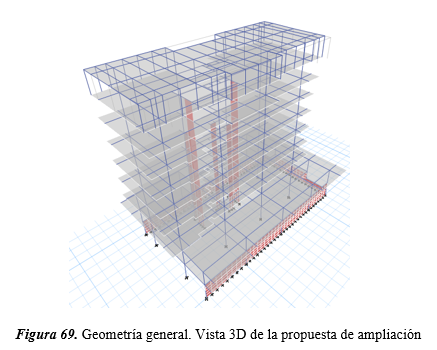 Figura 69. Geometría general. Vista 3D de la propuesta de ampliación